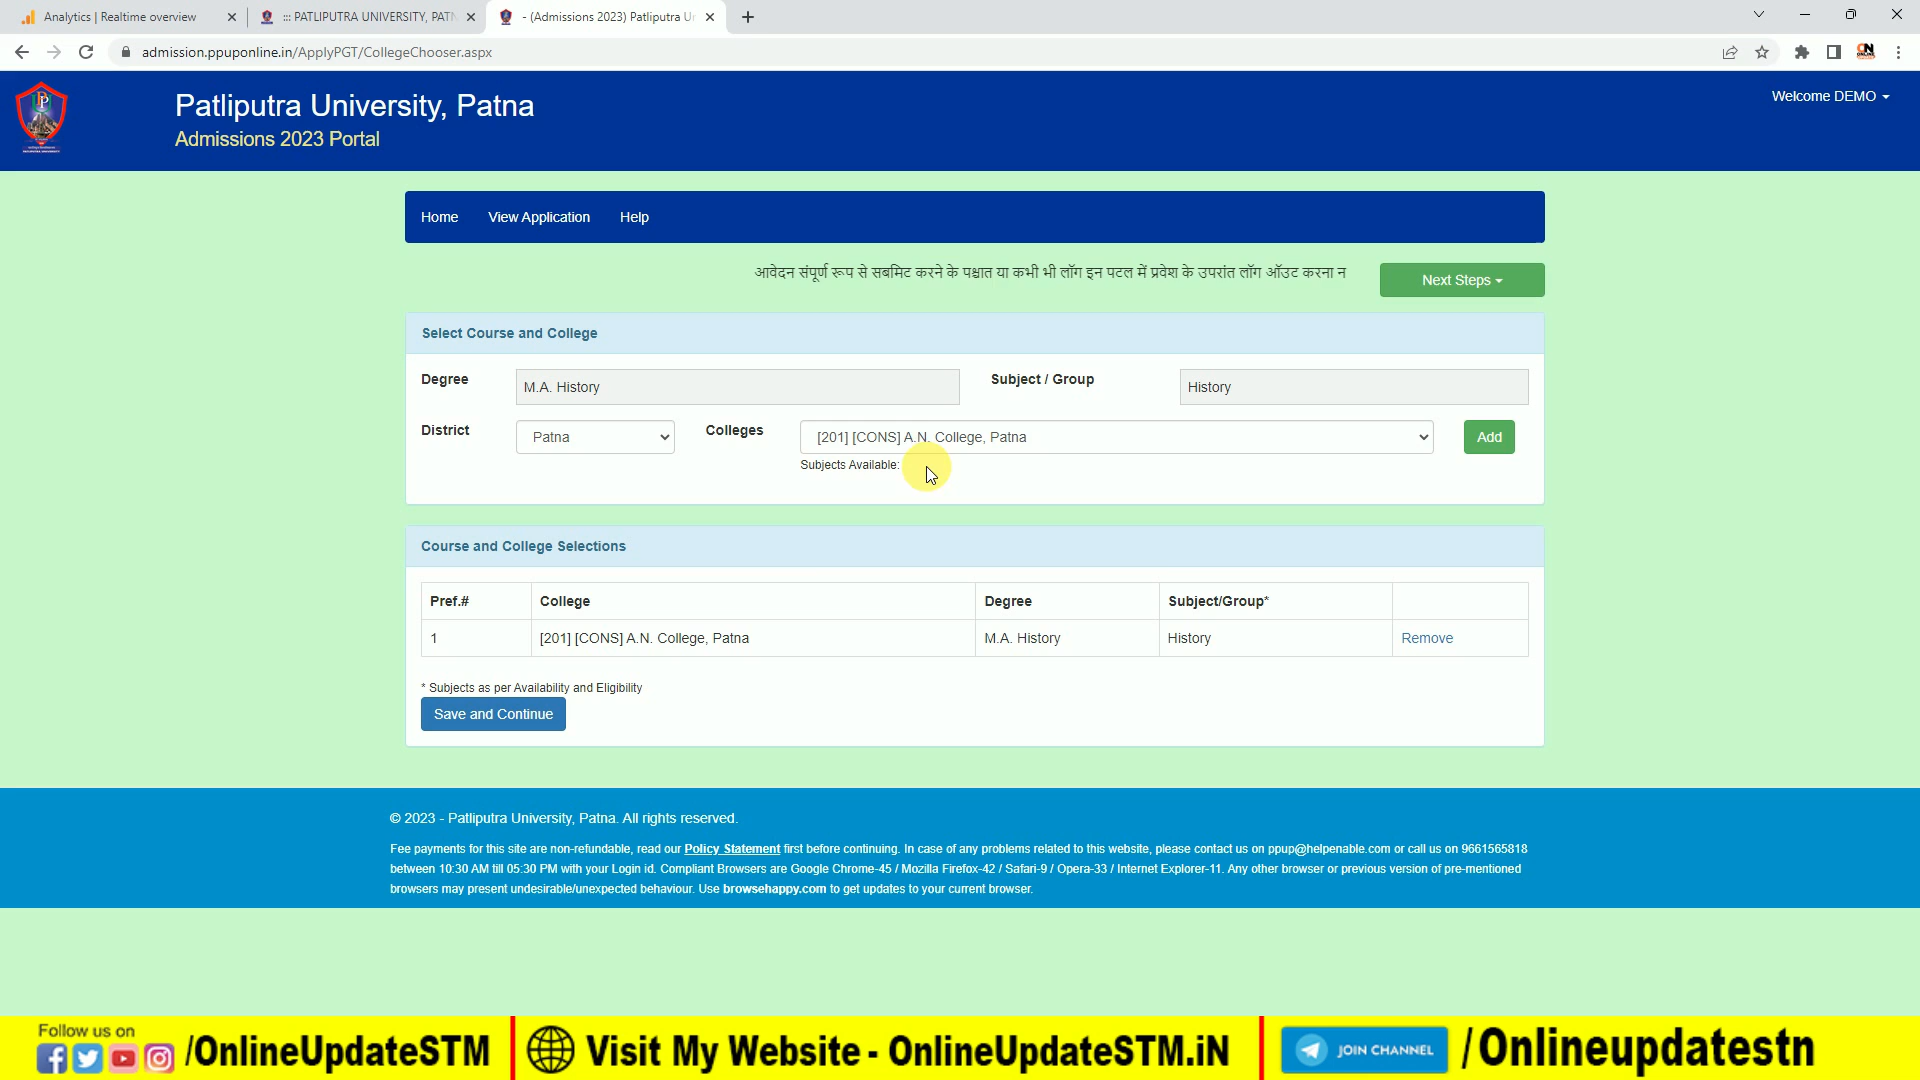 Analytics | Realtime overview
::: PATLIPUTRA UNIVERSITY, PATN
- (Admissions 2023) Patliputra Un
admission.ppuponline.in/ApplyPGT/CollegeChooser.aspx
Patliputra University, Patna
Admissions 2023 Portal
Welcome DEMO
Home
View Application
Help
आवेदन संपूर्ण रूप से सबमिट करने के पश्चात या कभी भी लॉग इन पटल में प्रवेश के उपरांत लॉग ऑउट करना न
Next Steps
Select Course and College
Degree
M.A. History
Subject / Group
History
District
Patna
Colleges
[201] [CONS] A.N. College, Patna
Add
Subjects Available:
Course and College Selections
Pref.# College Degree Subject/Group*
1 [201] [CONS] A.N. College, Patna M.A. History History Remove
* Subjects as per Availability and Eligibility
Save and Continue
© 2023 - Patliputra University, Patna. All rights reserved.
Fee payments for this site are non-refundable, read our Policy Statement first before continuing. In case of any problems related to this website, please contact us on ppup@helpenable.com or call us on 9661565818
between 10:30 AM till 05:30 PM with your Login id. Compliant Browsers are Google Chrome-45 / Mozilla Firefox-42 / Safari-9 / Opera-33 / Internet Explorer-11. Any other browser or previous version of pre-mentioned
browsers may present undesirable/unexpected behaviour. Use browsehappy.com to get updates to your current browser.
Follow us on
/OnlineUpdateSTM
Visit My Website - OnlineUpdateSTM.iN
JOIN CHANNEL
/Onlineupdatestn